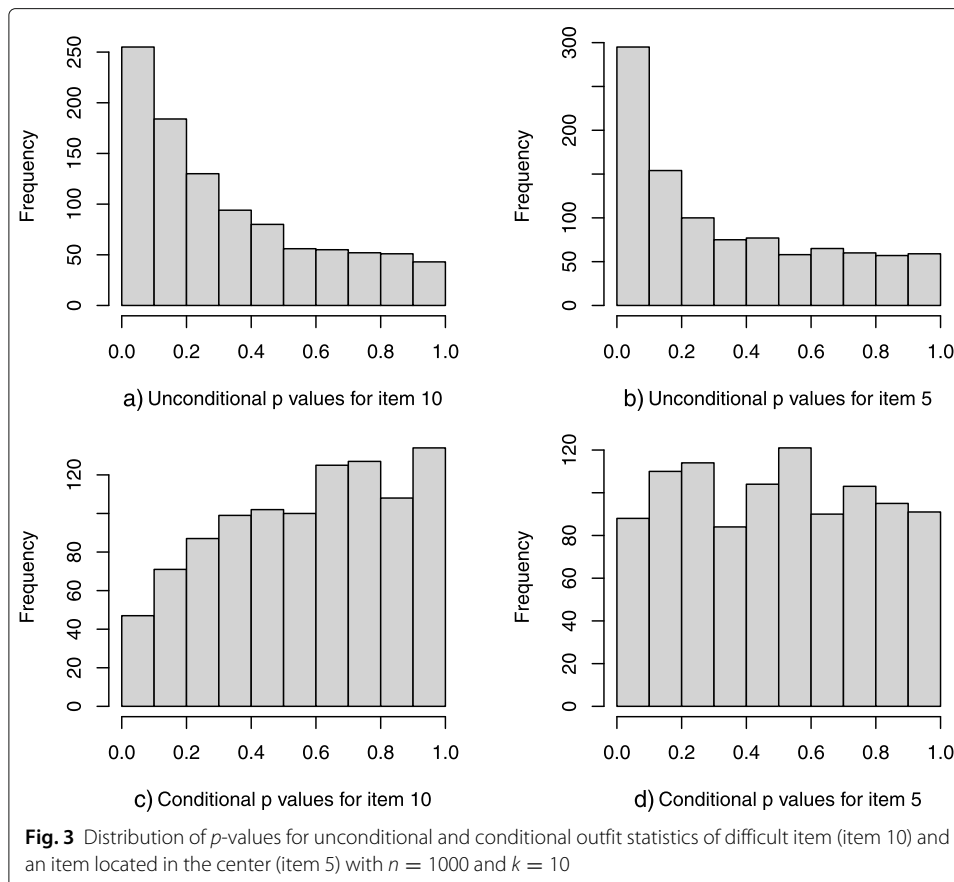 250
200
150
100
50
0
Frequency
0.0 0.2 0.4 0.6 0.8 1.0
a) Unconditional p values for item 10
300
200
100
50
0
Frequency
0.0 0.2 0.4 0.6 0.8 1.0
b) Unconditional p values for item 5
120
80
60
40
20
0
Frequency
0.0 0.2 0.4 0.6 0.8 1.0
c) Conditional p values for item 10
120
80
60
40
20
0
Frequency
0.0 0.2 0.4 0.6 0.8 1.0
d) Conditional p values for item 5
Fig. 3 Distribution of p-values for unconditional and conditional outfit statistics of difficult item (item 10) and
an item located in the center (item 5) with n = 1000 and k = 10